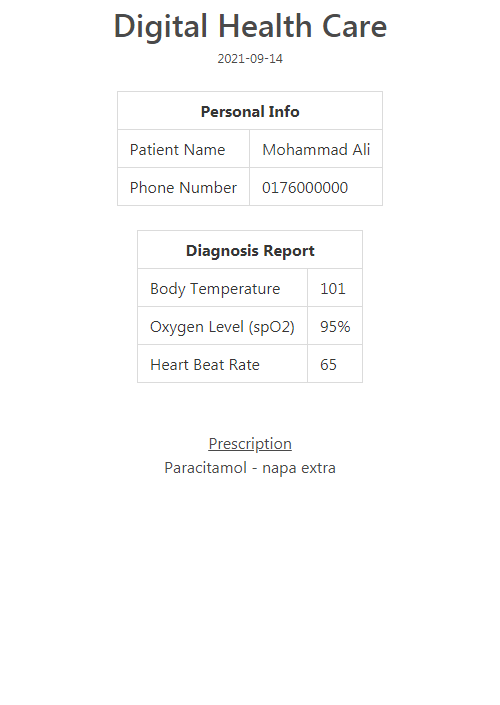 Digital Health Care
2021-09-14
Personal Info
Patient Name Mohammad Ali
Phone Number 0176000000
Diagnosis Report
Body Temperature 101
Oxygen Level (spO2) 95%
Heart Beat Rate 65
Prescription
Paracitamol - napa extra